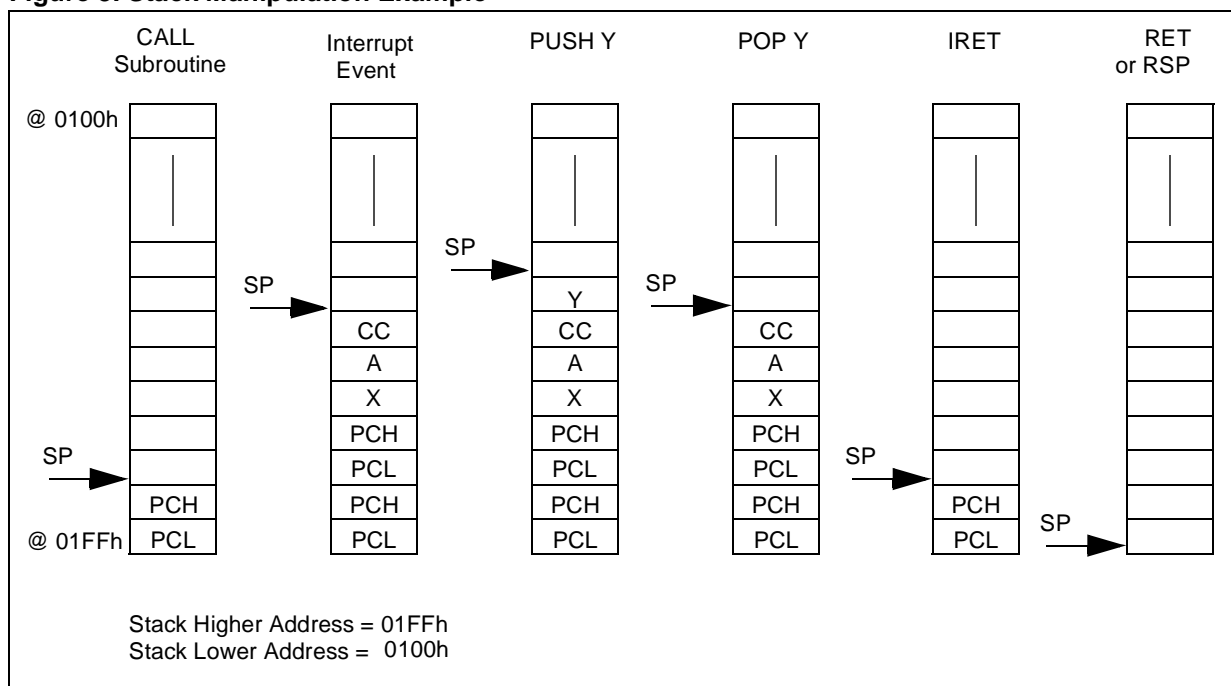 Figure 8. Stack Manipulation Example
CALL
Subroutine
Interrupt
Event
PUSH Y
POP Y
IRET
RET
or RSP
@ 0100h
SP
PCH
PCL
@ 01FFh
SP
CC
A
X
PCH
PCL
PCH
PCL
SP
Y
CC
A
X
PCH
PCL
PCH
PCL
SP
CC
A
X
PCH
PCL
PCH
PCL
SP
PCH
PCL
SP
Stack Higher Address = 01FFh
Stack Lower Address = 0100h